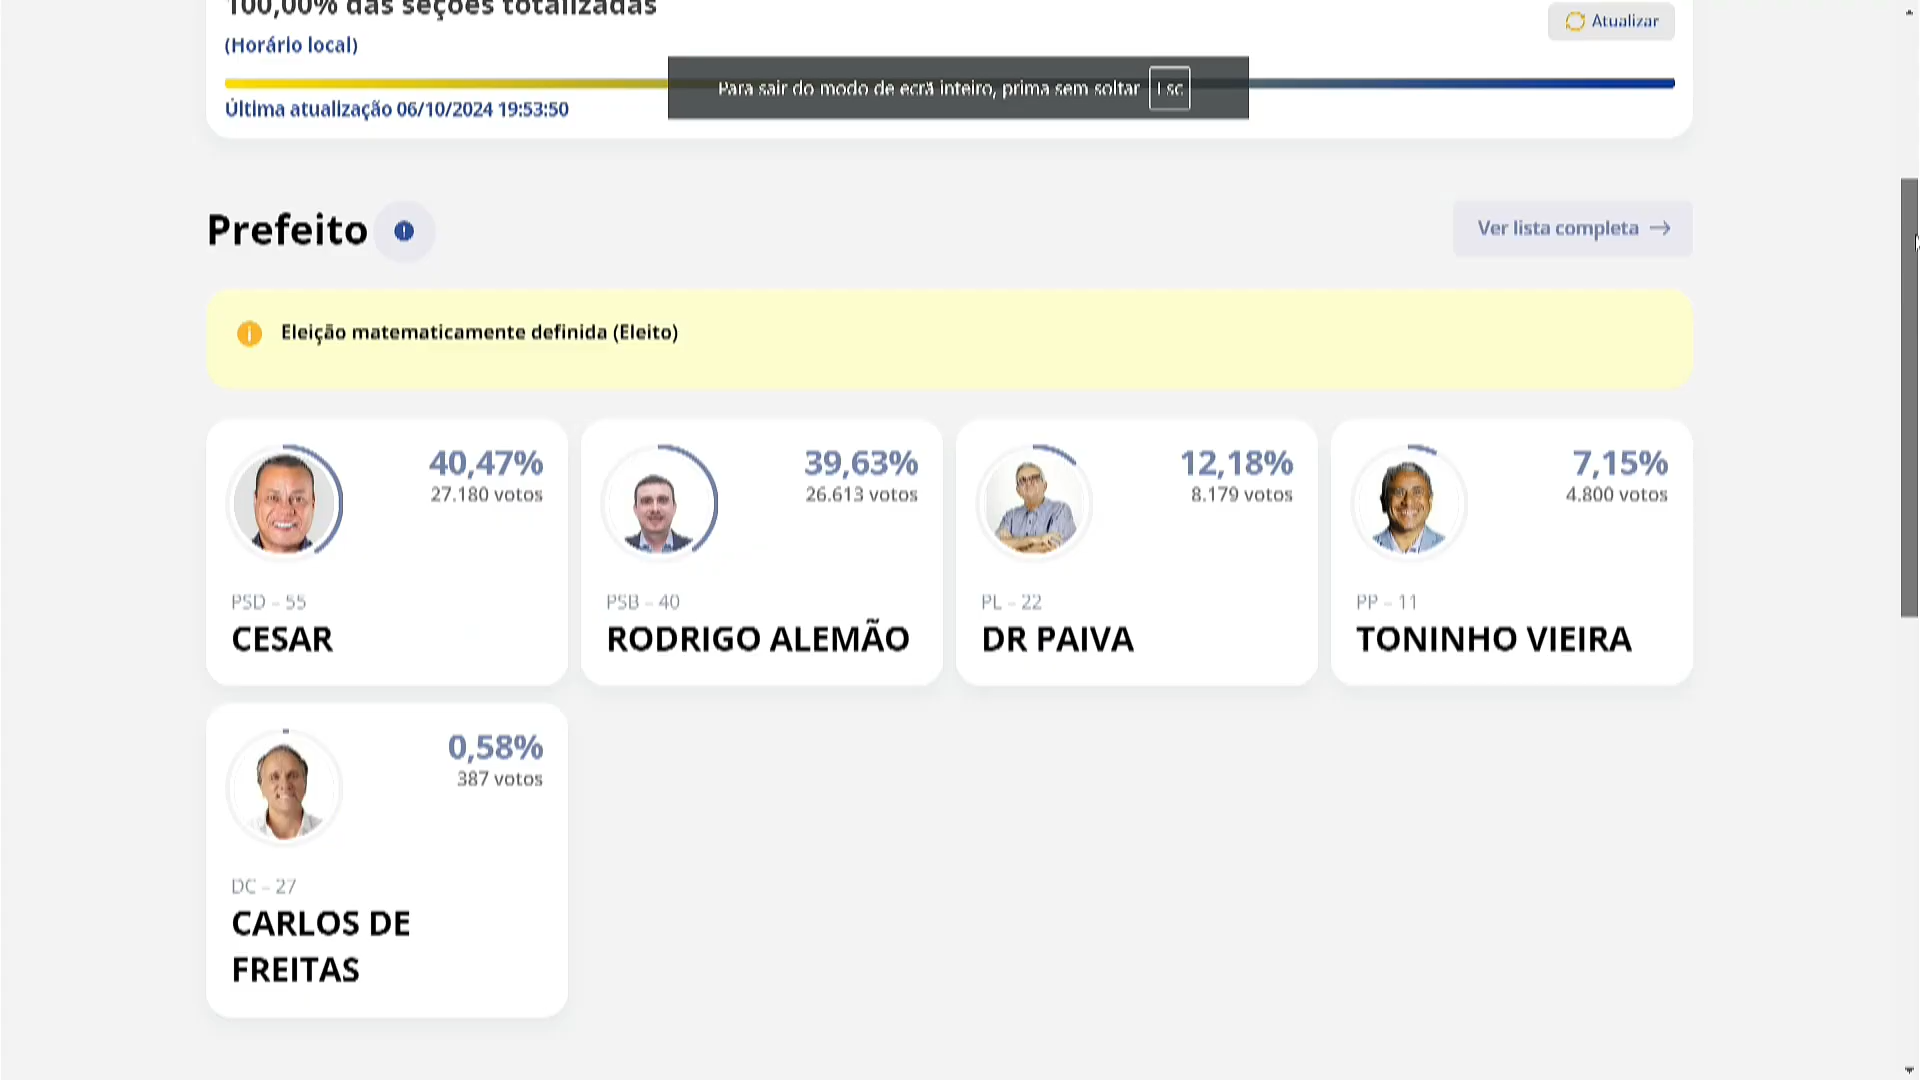 100,00% das seções totalizadas
Atualizar
(Horário local)
Para sair do modo de ecrã inteiro, prima sem soltar Esc
Última atualização 06/10/2024 19:53:50
Prefeito
Ver lista completa →
Eleição matematicamente definida (Eleito)
40,47%
27.180 votos
PSD – 55
CESAR
39,63%
26.613 votos
PSB – 40
RODRIGO ALEMÃO
12,18%
8.179 votos
PL – 22
DR PAIVA
7,15%
4.800 votos
PP – 11
TONINHO VIEIRA
0,58%
387 votos
DC – 27
CARLOS DE
FREITAS